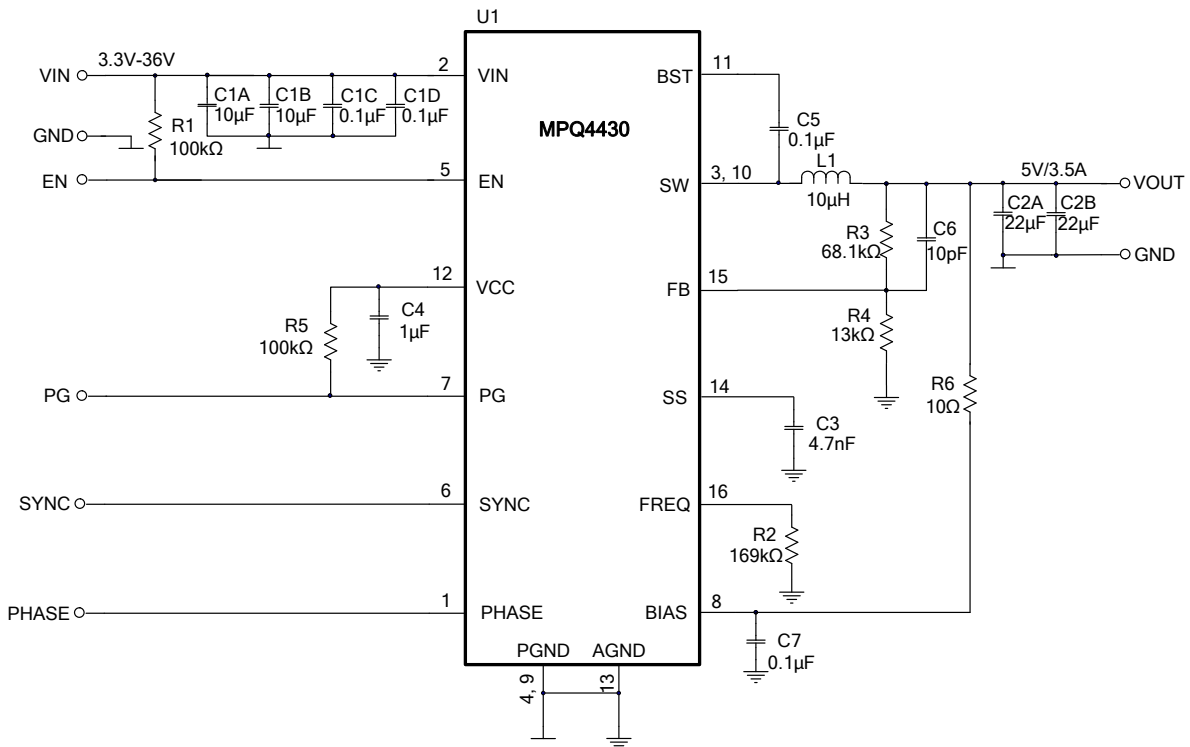 U1
MPQ4430
VIN
3.3V-36V
2
VIN
C1A
10µF
C1B
10µF
C1C
0.1µF
C1D
0.1µF
GND
R1
100kΩ
EN
5
EN
12
VCC
C4
1µF
R5
100kΩ
PG
7
PG
SYNC
6
SYNC
PHASE
1
PHASE
PGND
AGND
4, 9
13
BST
11
C5
0.1µF
SW
3, 10
L1
10µH
5V/3.5A
VOUT
C2A
22µF
C2B
22µF
GND
R3
68.1kΩ
C6
10pF
FB
15
R4
13kΩ
R6
10Ω
SS
14
C3
4.7nF
FREQ
16
R2
169kΩ
BIAS
8
C7
0.1µF